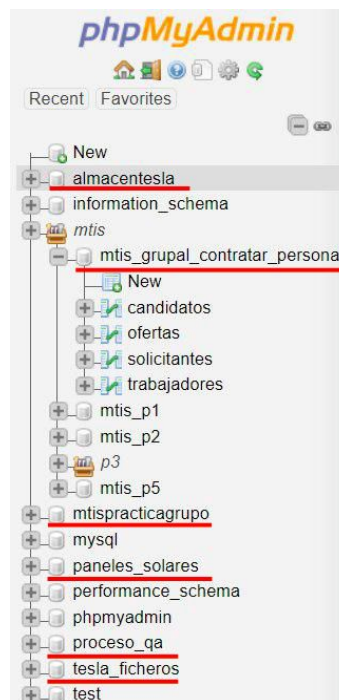 phpMyAdmin
Recent Favorites
New
almacentesla
information_schema
mtis
mtis_grupal_contratar_persona
New
candidatos
ofertas
solicitantes
trabajadores
mtis_p1
mtis_p2
p3
mtis_p5
mtispracticagrupo
mysql
paneles_solares
performance_schema
phpmyadmin
proceso_qa
tesla_ficheros
test